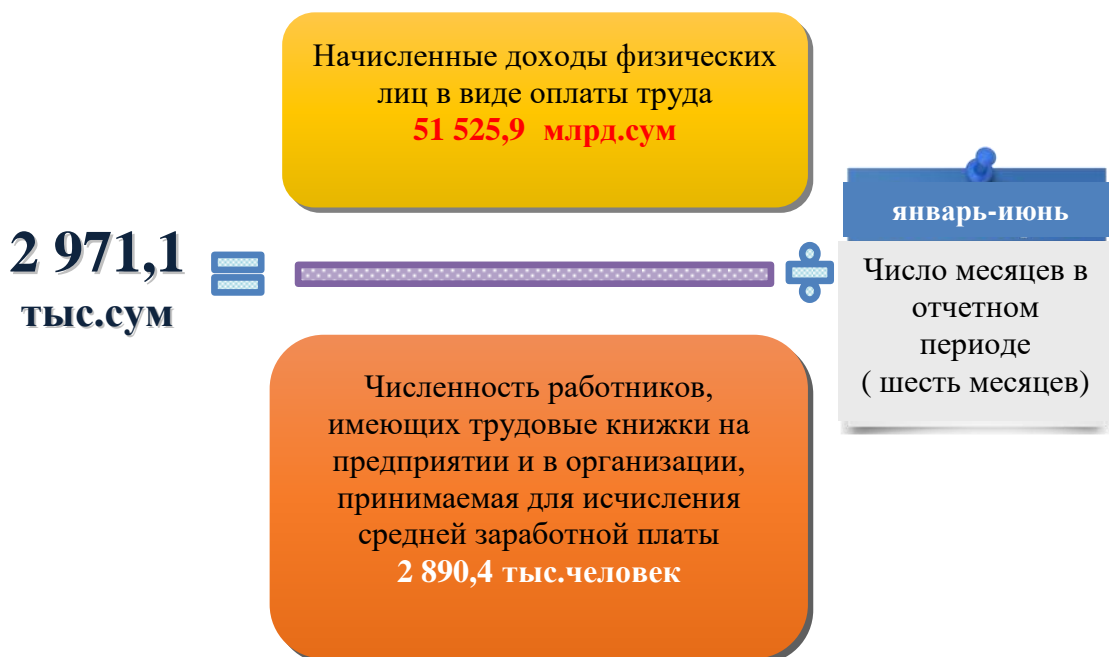 Начисленные доходы физических
лиц в виде оплаты труда
51 525,9 млрд.сум
2 971,1
тыс.сум
январь-июнь
Число месяцев в
отчетном
периоде
( шесть месяцев)
Численность работников,
имеющих трудовые книжки на
предприятии и в организации,
принимаемая для исчисления
средней заработной платы
2 890,4 тыс.человек